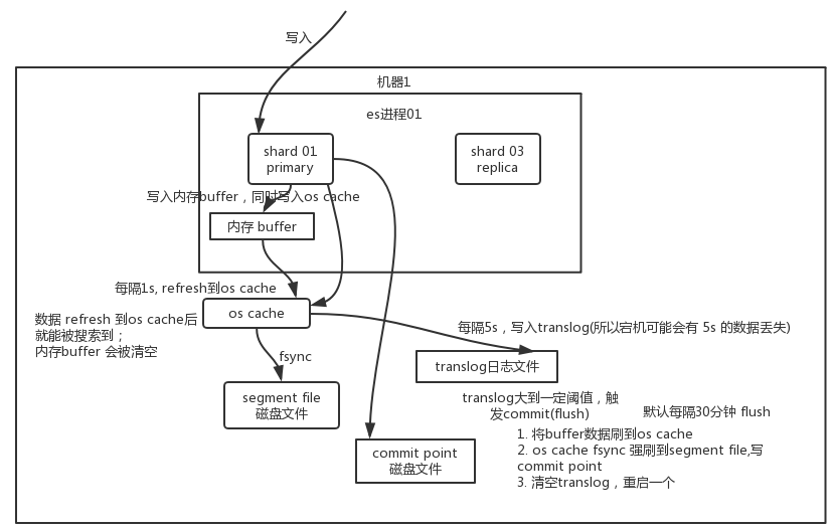 写入
机器1
es进程01
shard 01
primary
shard 03
replica
写入内存buffer，同时写入os cache
内存 buffer
每隔1s, refresh到os cache
数据 refresh 到os cache后
就能被搜索到；
内存buffer 会被清空
os cache
每隔5s，写入translog(所以宕机可能会有 5s 的数据丢失)
fsync
translog日志文件
segment file
磁盘文件
translog大到一定阈值，触
发commit(flush)
默认每隔30分钟 flush
commit point
磁盘文件
1. 将buffer数据刷到os cache
2. os cache fsync 强刷到segment file,写
commit point
3. 清空translog，重启一个